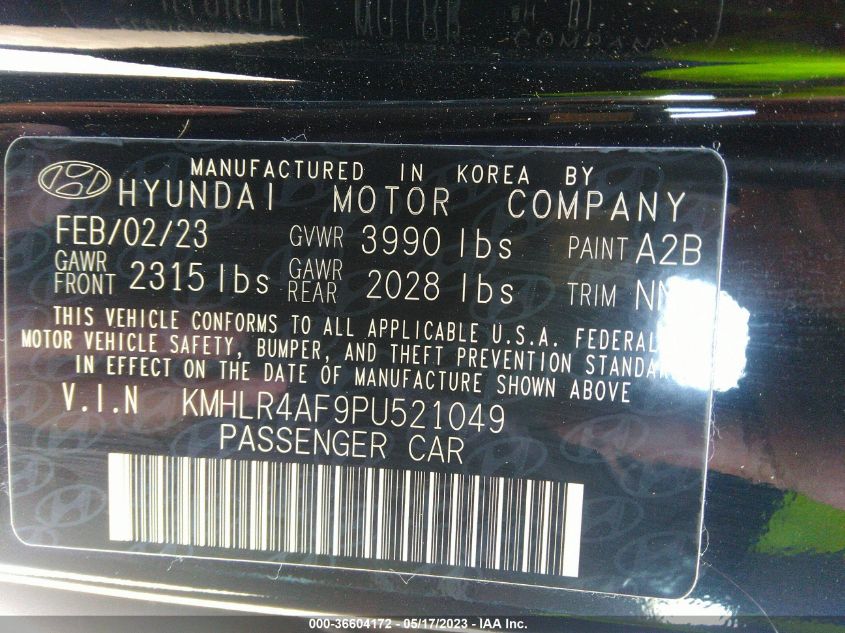 MANUFACTURED IN KOREA BY
HYUNDAI MOTOR COMPANY
FEB/02/23 GVWR 3990 lbs PAINT A2B
GAWR FRONT 2315 lbs GAWR REAR 2028 lbs TRIM
THIS VEHICLE CONFORMS TO ALL APPLICABLE U.S.A. FEDERAL
MOTOR VEHICLE SAFETY, BUMPER, AND THEFT PREVENTION
IN EFFECT ON THE DATE OF MANUFACTURE SHOWN ABOVE
V.I.N KMHLR4AF9PU521049
PASSENGER CAR
000-36604172 - 05/17/2023 - IAA Inc.